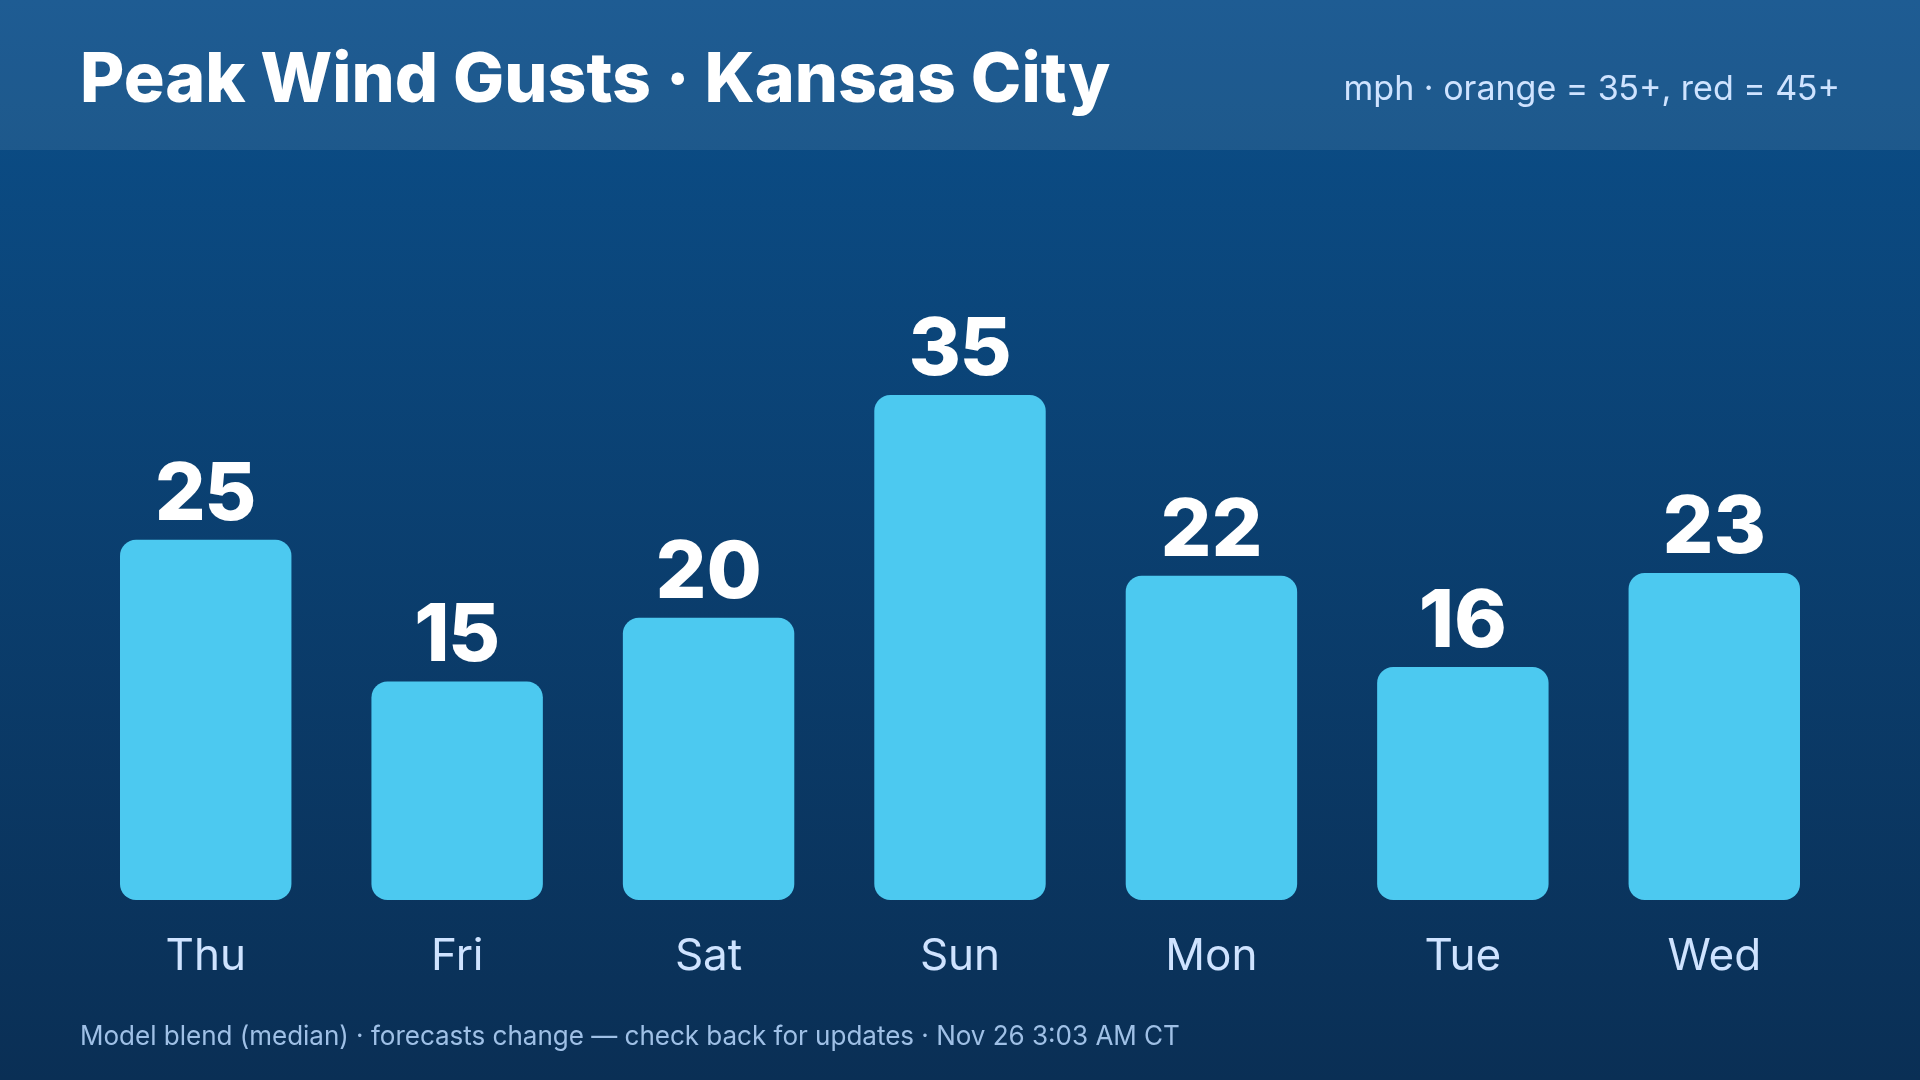 Peak Wind Gusts · Kansas City
mph · orange = 35+, red = 45+
35
25
23
22
20
16
15
Thu Fri Sat Sun Mon Tue Wed
Model blend (median) · forecasts change — check back for updates · Nov 26 3:03 AM CT